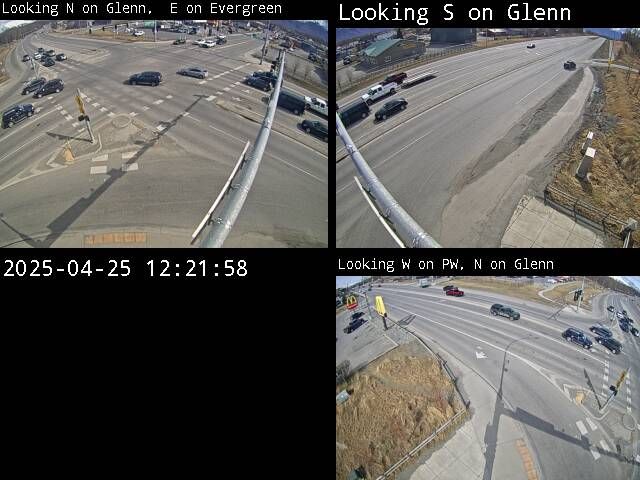 Looking N on Glenn,  E on Evergreen
Looking S on Glenn
2025-04-25 12:21:58
Looking W on PW, N on Glenn